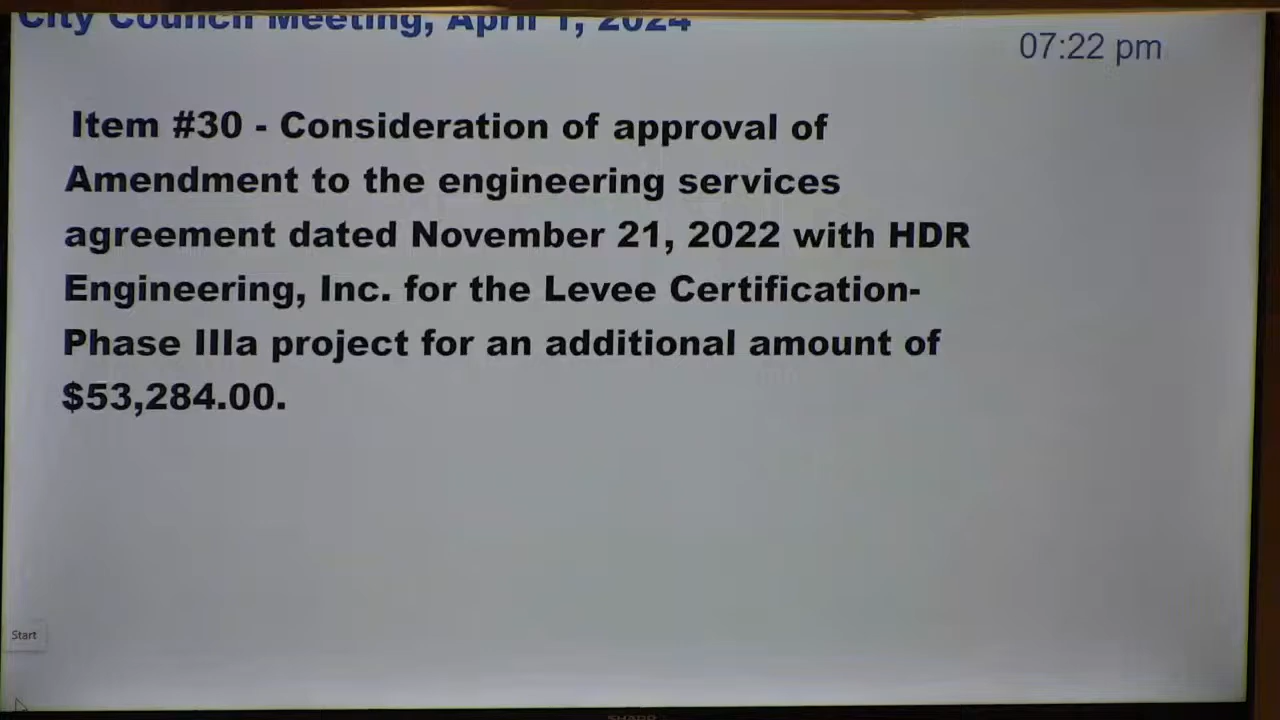 City Council Meeting, April 1, 2024
07:22 pm
Item #30 - Consideration of approval of
Amendment to the engineering services
agreement dated November 21, 2022 with HDR
Engineering, Inc. for the Levee Certification-
Phase IIIa project for an additional amount of
$53,284.00.
Start
SHARP